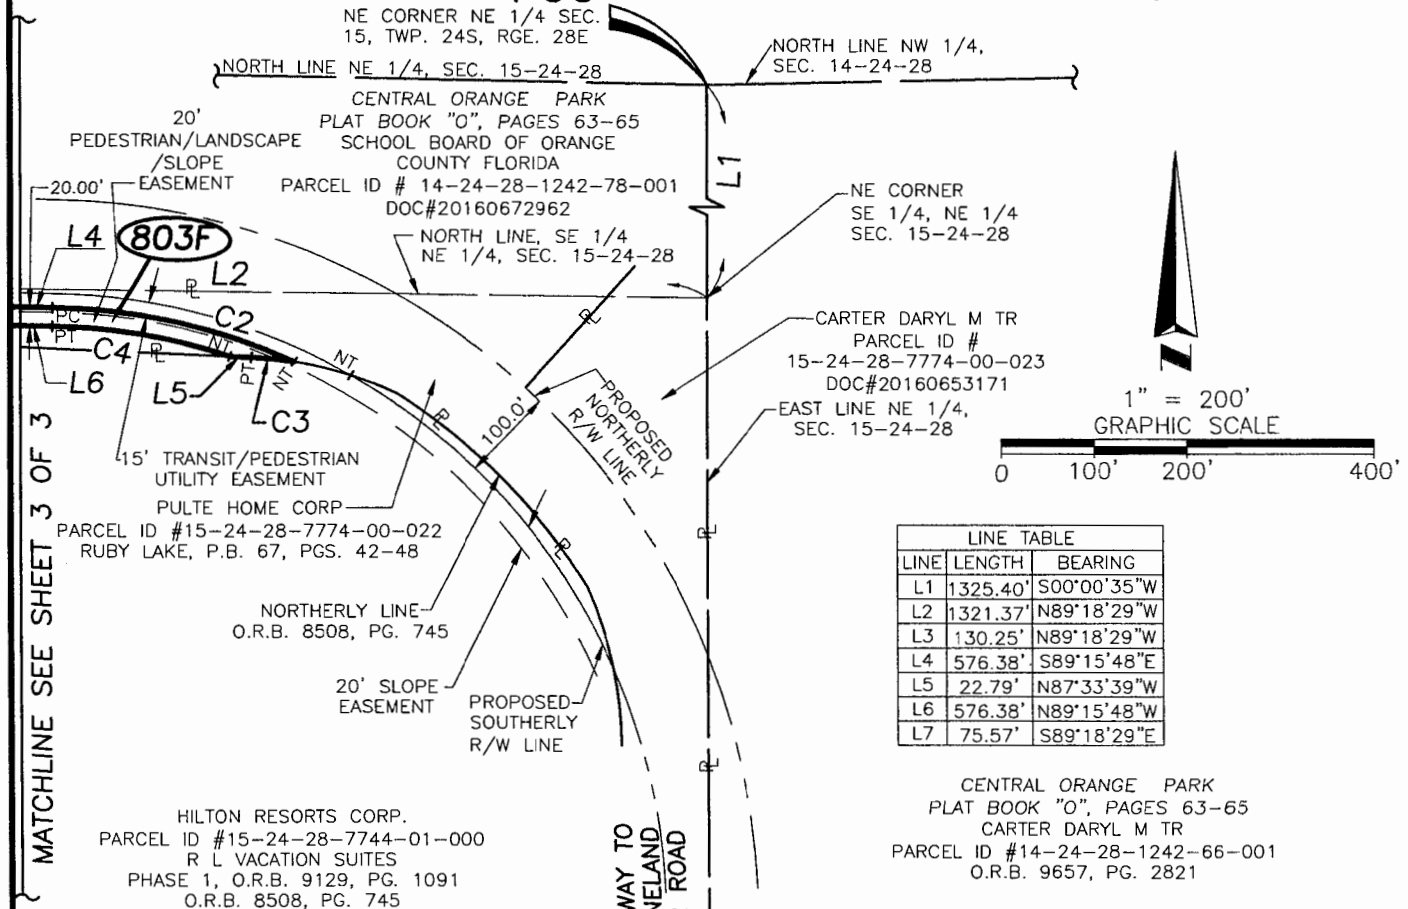 NE CORNER NE 1/4 SEC.
15, TWP. 24S, RGE. 28E
NORTH LINE NW 1/4,
SEC. 14-24-28
NORTH LINE NE 1/4, SEC. 15-24-28
CENTRAL ORANGE PARK
PLAT BOOK "O", PAGES 63-65
SCHOOL BOARD OF ORANGE
COUNTY FLORIDA
PARCEL ID # 14-24-28-1242-78-001
DOC#20160672962
20'
PEDESTRIAN/LANDSCAPE
/SLOPE
EASEMENT
20.00'
L1
NE CORNER
SE 1/4, NE 1/4
SEC. 15-24-28
L4
803F
NORTH LINE, SE 1/4
NE 1/4, SEC. 15-24-28
L2
PL
PL
C2
PC
PT
C4
PL
NT
PT
NT
NT
L6
L5
C3
CARTER DARYL M TR
PARCEL ID #
15-24-28-7774-00-023
DOC#20160653171
EAST LINE NE 1/4,
SEC. 15-24-28
1" = 200'
GRAPHIC SCALE
0 100' 200' 400'
N
PROPOSED
NORTHERLY
R/W LINE
100.0'
PL
PL
PL
PL
15' TRANSIT/PEDESTRIAN
UTILITY EASEMENT
PULTE HOME CORP
PARCEL ID #15-24-28-7774-00-022
RUBY LAKE, P.B. 67, PGS. 42-48
NORTHERLY LINE
O.R.B. 8508, PG. 745
20' SLOPE
EASEMENT
PROPOSED
SOUTHERLY
R/W LINE
MATCHLINE SEE SHEET 3 OF 3
LINE TABLE
LINE LENGTH BEARING
L1 1325.40' S00°00'35"W
L2 1321.37' N89°18'29"W
L3 130.25' N89°18'29"W
L4 576.38' S89°15'48"E
L5 22.79' N87°33'39"W
L6 576.38' N89°15'48"W
L7 75.57' S89°18'29"E
CENTRAL ORANGE PARK
PLAT BOOK "O", PAGES 63-65
CARTER DARYL M TR
PARCEL ID #14-24-28-1242-66-001
O.R.B. 9657, PG. 2821
HILTON RESORTS CORP.
PARCEL ID #15-24-28-7744-01-000
R L VACATION SUITES
PHASE 1, O.R.B. 9129, PG. 1091
O.R.B. 8508, PG. 745
WAY TO
NELAND
ROAD